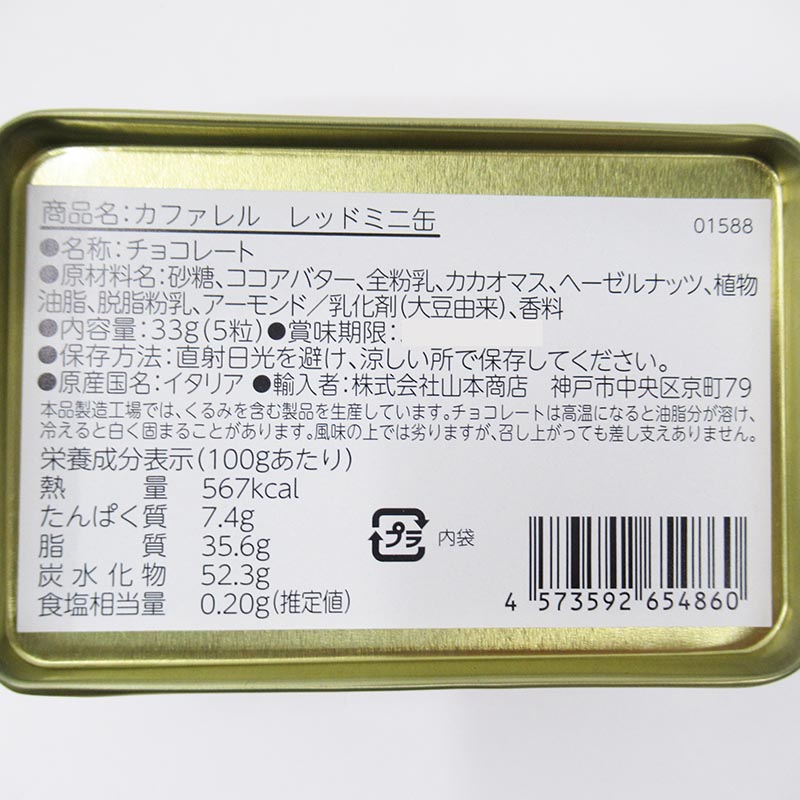 商品名:カファレル　レッドミニ缶
01588
●名称:チョコレート
●原材料名:砂糖、ココアバター、全粉乳、カカオマス、ヘーゼルナッツ、植物
油脂、脱脂粉乳、アーモンド／乳化剤(大豆由来)、香料
●内容量:33g(5粒)●賞味期限:
●保存方法:直射日光を避け、涼しい所で保存してください。
●原産国名:イタリア ●輸入者:株式会社山本商店　神戸市中央区京町79
本品製造工場では、くるみを含む製品を生産しています。チョコレートは高温になると油脂分が溶け、
冷えると白く固まることがあります。風味の上では劣りますが、召し上がっても差し支えありません。
栄養成分表示(100gあたり)
熱　量 567kcal
たんぱく質 7.4g
脂　質 35.6g
炭水化物 52.3g
食塩相当量 0.20g(推定値)
プラ 内袋
4 573592 654860